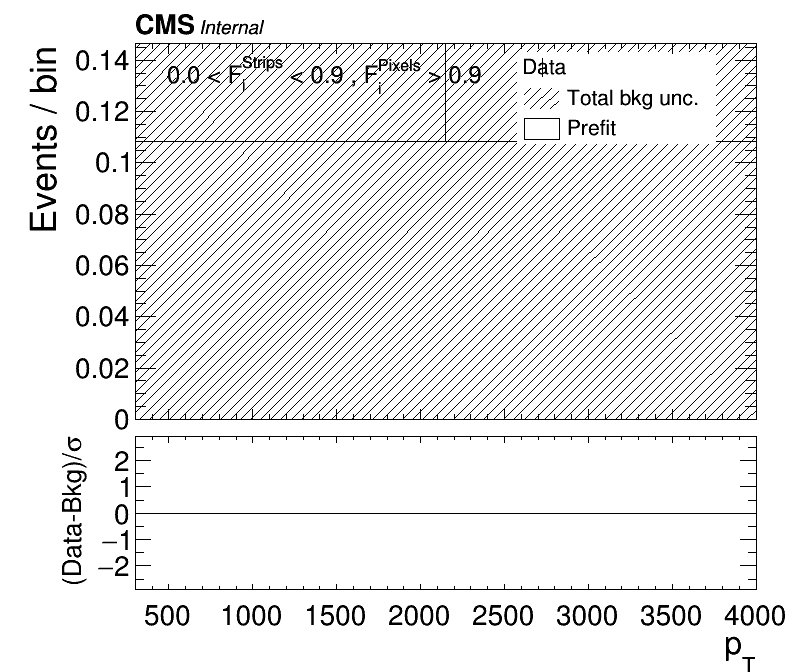 CMS Internal
0.0 < F_i^Strips < 0.9 , F_i^Pixels > 0.9
Data
Total bkg unc.
Prefit
Events / bin
0.14
0.12
0.1
0.08
0.06
0.04
0.02
0
(Data-Bkg)/σ
2
1
0
−1
−2
500 1000 1500 2000 2500 3000 3500 4000
p_T